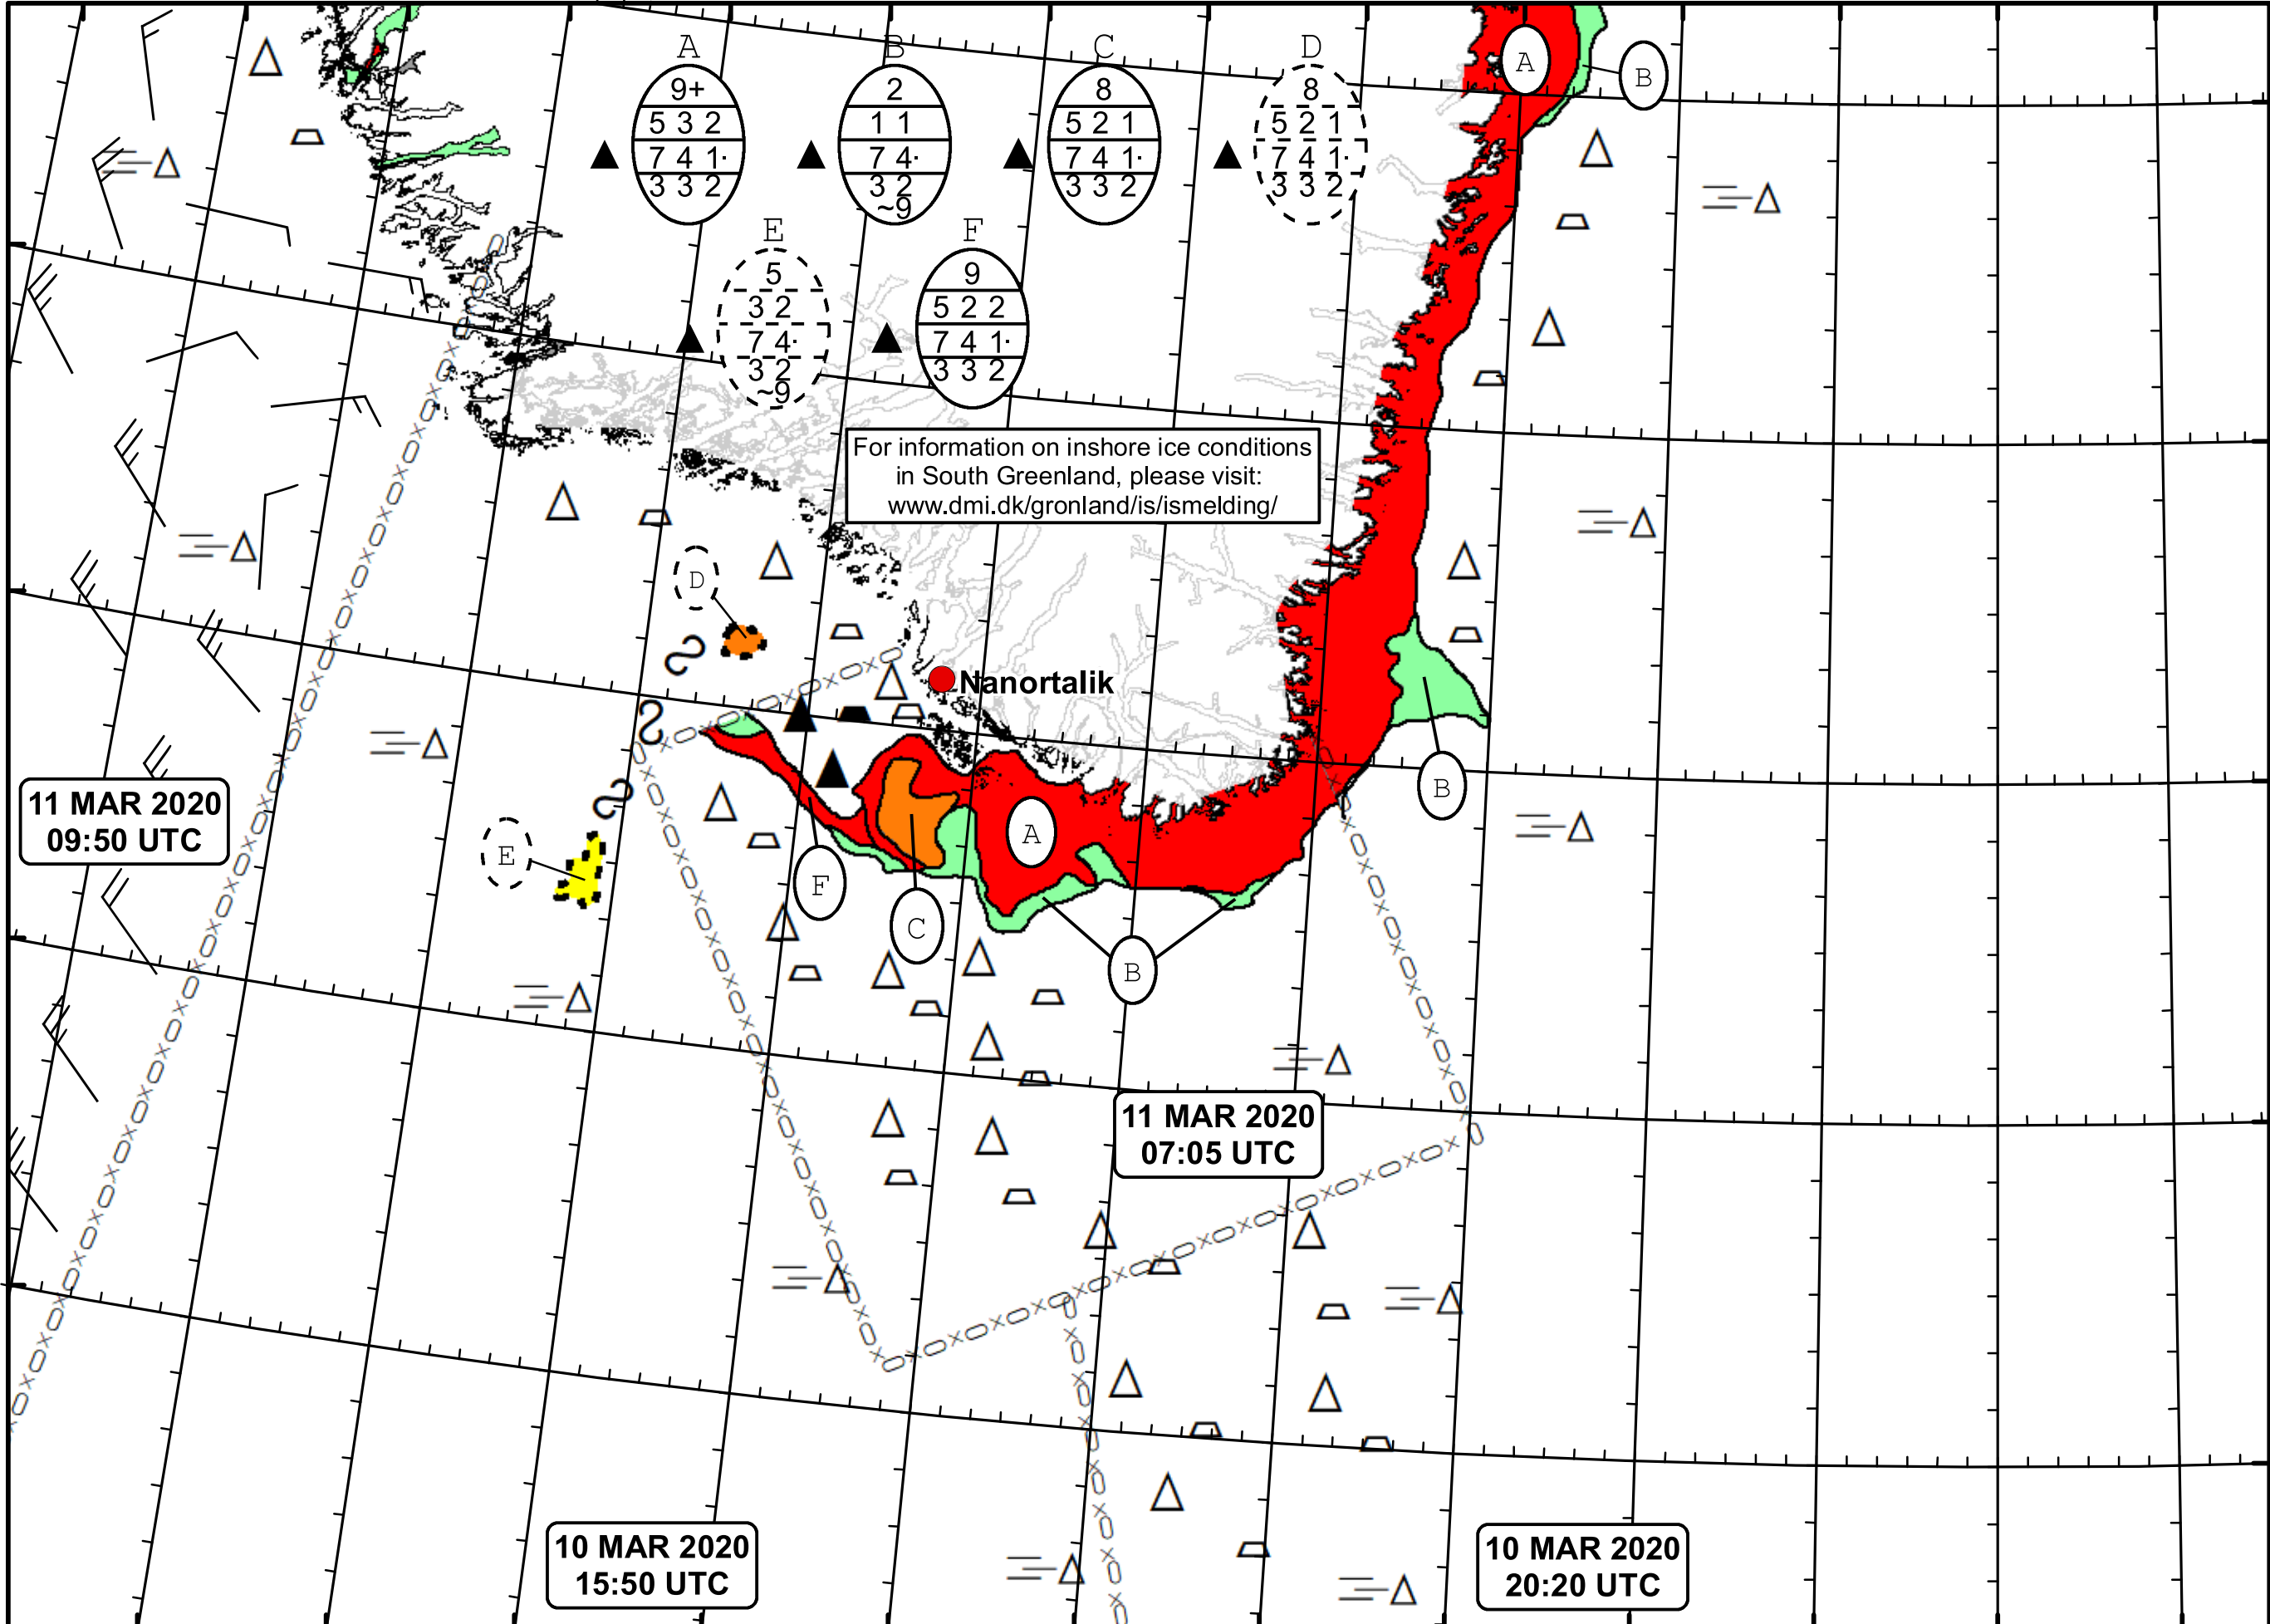 A B C D
9+ 2 8 8
5 3 2 1 1 5 2 1 5 2 1
7 4 1· 7 4· 7 4 1· 7 4 1·
3 3 2 3 2 3 3 2 3 3 2
~9
E F
5 9
3 2 5 2 2
7 4· 7 4 1·
3 2 3 3 2
~9
A
B
For information on inshore ice conditions
in South Greenland, please visit:
www.dmi.dk/gronland/is/ismelding/
D
Nanortalik
B
11 MAR 2020
09:50 UTC
E
A
F
C
B
11 MAR 2020
07:05 UTC
10 MAR 2020
15:50 UTC
10 MAR 2020
20:20 UTC